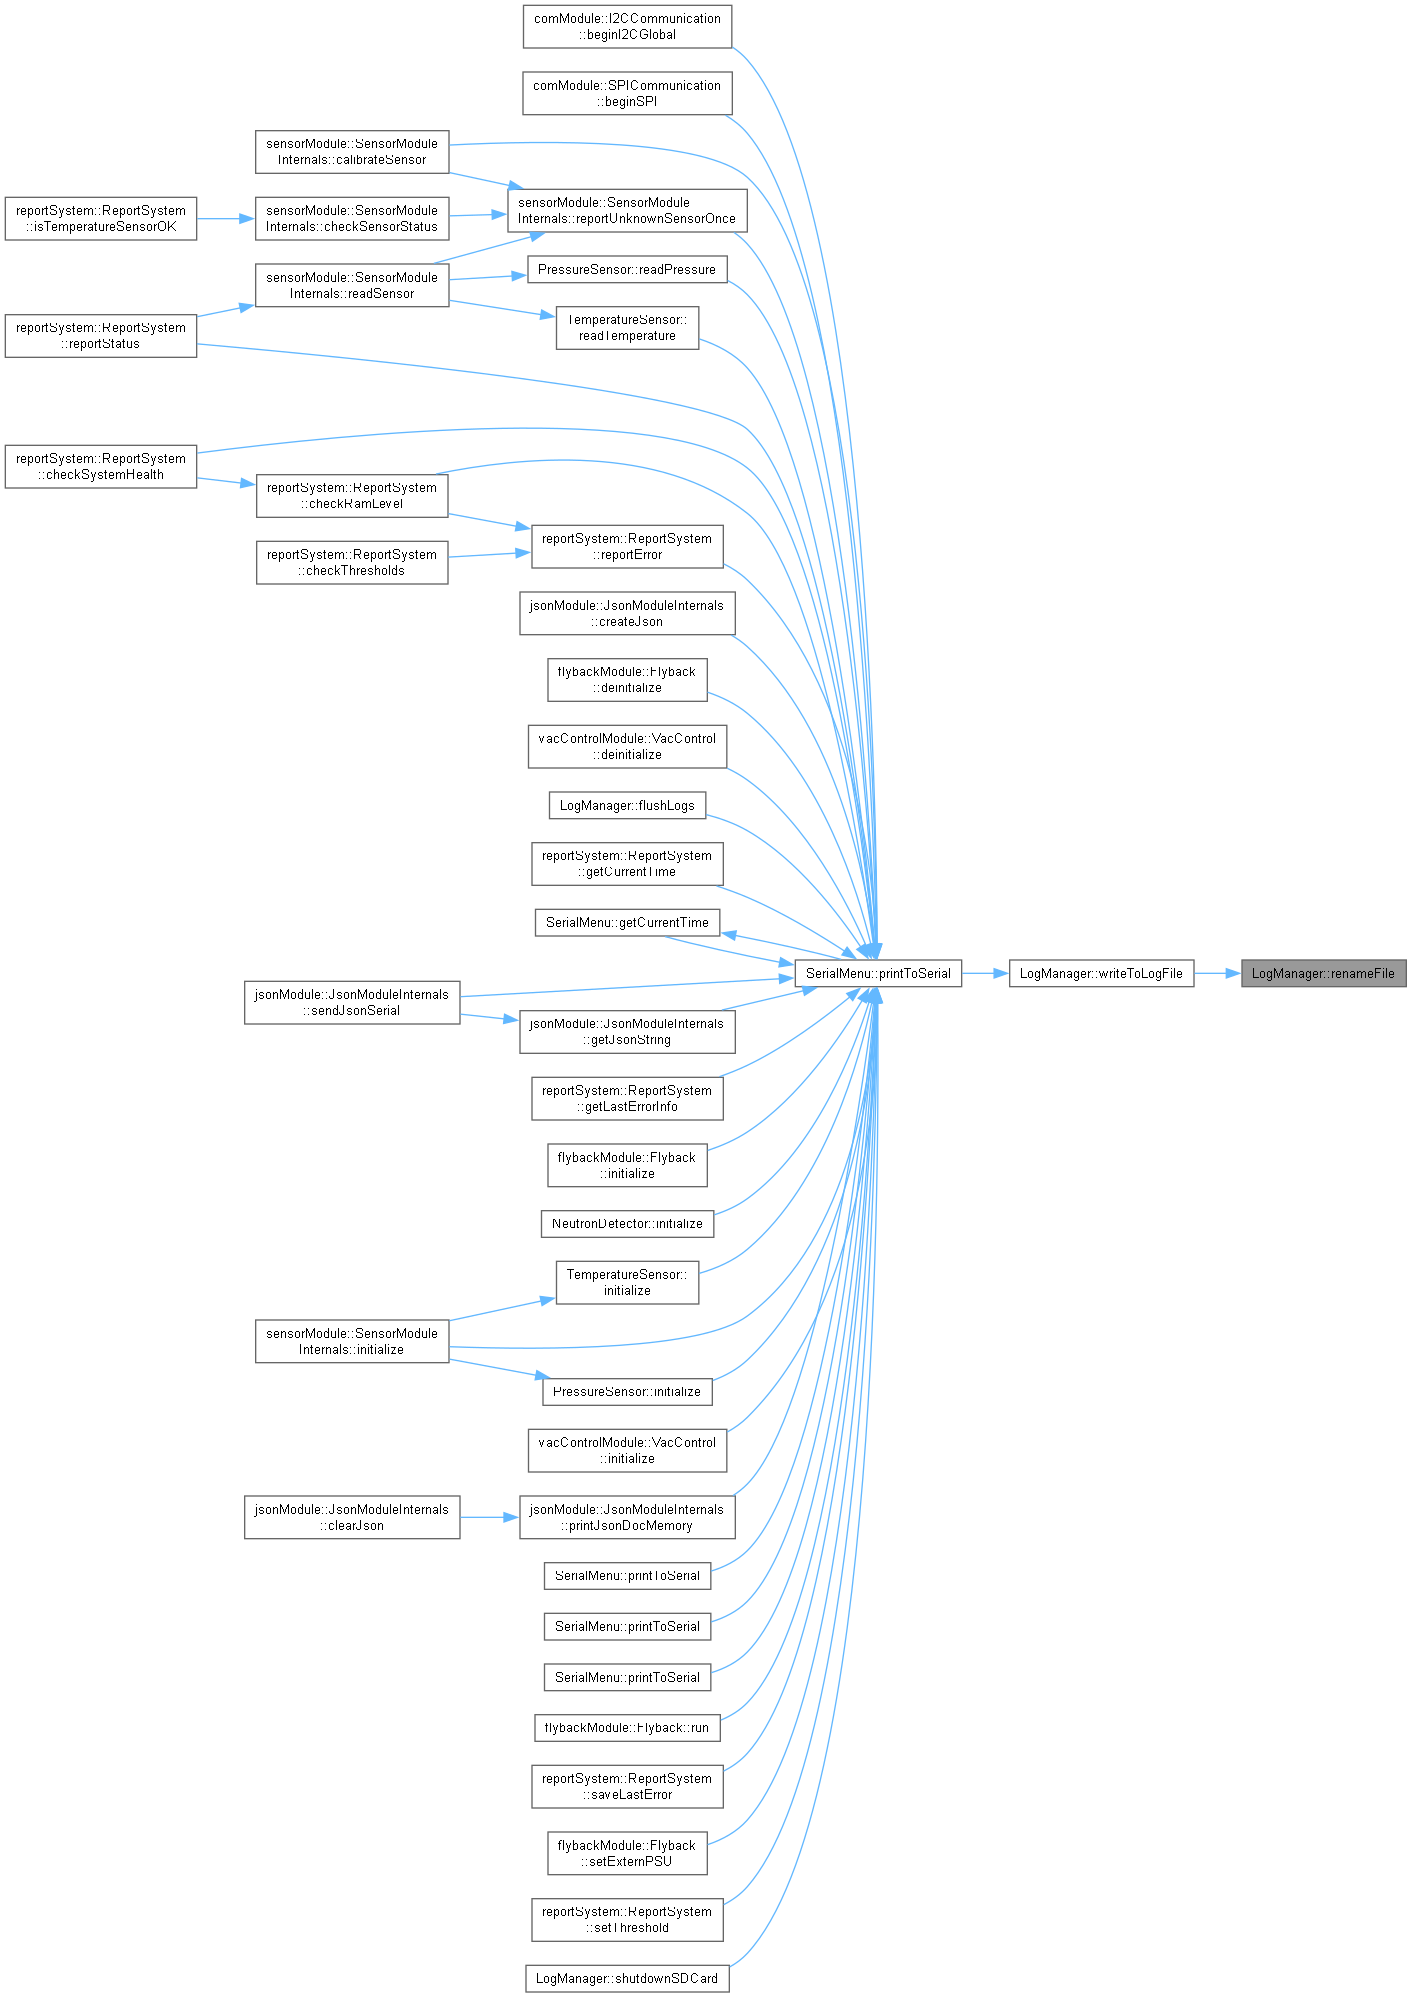 comModule::I2CCommunication
::beginI2CGlobal
comModule::SPICommunication
::beginSPI
sensorModule::SensorModule
Internals::calibrateSensor
sensorModule::SensorModule
Internals::reportUnknownSensorOnce
reportSystem::ReportSystem
::isTemperatureSensorOK
sensorModule::SensorModule
Internals::checkSensorStatus
sensorModule::SensorModule
Internals::readSensor
PressureSensor::readPressure
TemperatureSensor::
readTemperature
reportSystem::ReportSystem
::reportStatus
reportSystem::ReportSystem
::checkSystemHealth
reportSystem::ReportSystem
::checkRamLevel
reportSystem::ReportSystem
::reportError
reportSystem::ReportSystem
::checkThresholds
jsonModule::JsonModuleInternals
::createJson
flybackModule::Flyback
::deinitialize
vacControlModule::VacControl
::deinitialize
LogManager::flushLogs
reportSystem::ReportSystem
::getCurrentTime
SerialMenu::getCurrentTime
SerialMenu::printToSerial
LogManager::writeToLogFile
LogManager::renameFile
jsonModule::JsonModuleInternals
::sendJsonSerial
jsonModule::JsonModuleInternals
::getJsonString
reportSystem::ReportSystem
::getLastErrorInfo
flybackModule::Flyback
::initialize
NeutronDetector::initialize
TemperatureSensor::
initialize
sensorModule::SensorModule
Internals::initialize
PressureSensor::initialize
vacControlModule::VacControl
::initialize
jsonModule::JsonModuleInternals
::clearJson
jsonModule::JsonModuleInternals
::printJsonDocMemory
SerialMenu::printToSerial
SerialMenu::printToSerial
SerialMenu::printToSerial
flybackModule::Flyback::run
reportSystem::ReportSystem
::saveLastError
flybackModule::Flyback
::setExternPSU
reportSystem::ReportSystem
::setThreshold
LogManager::shutdownSDCard